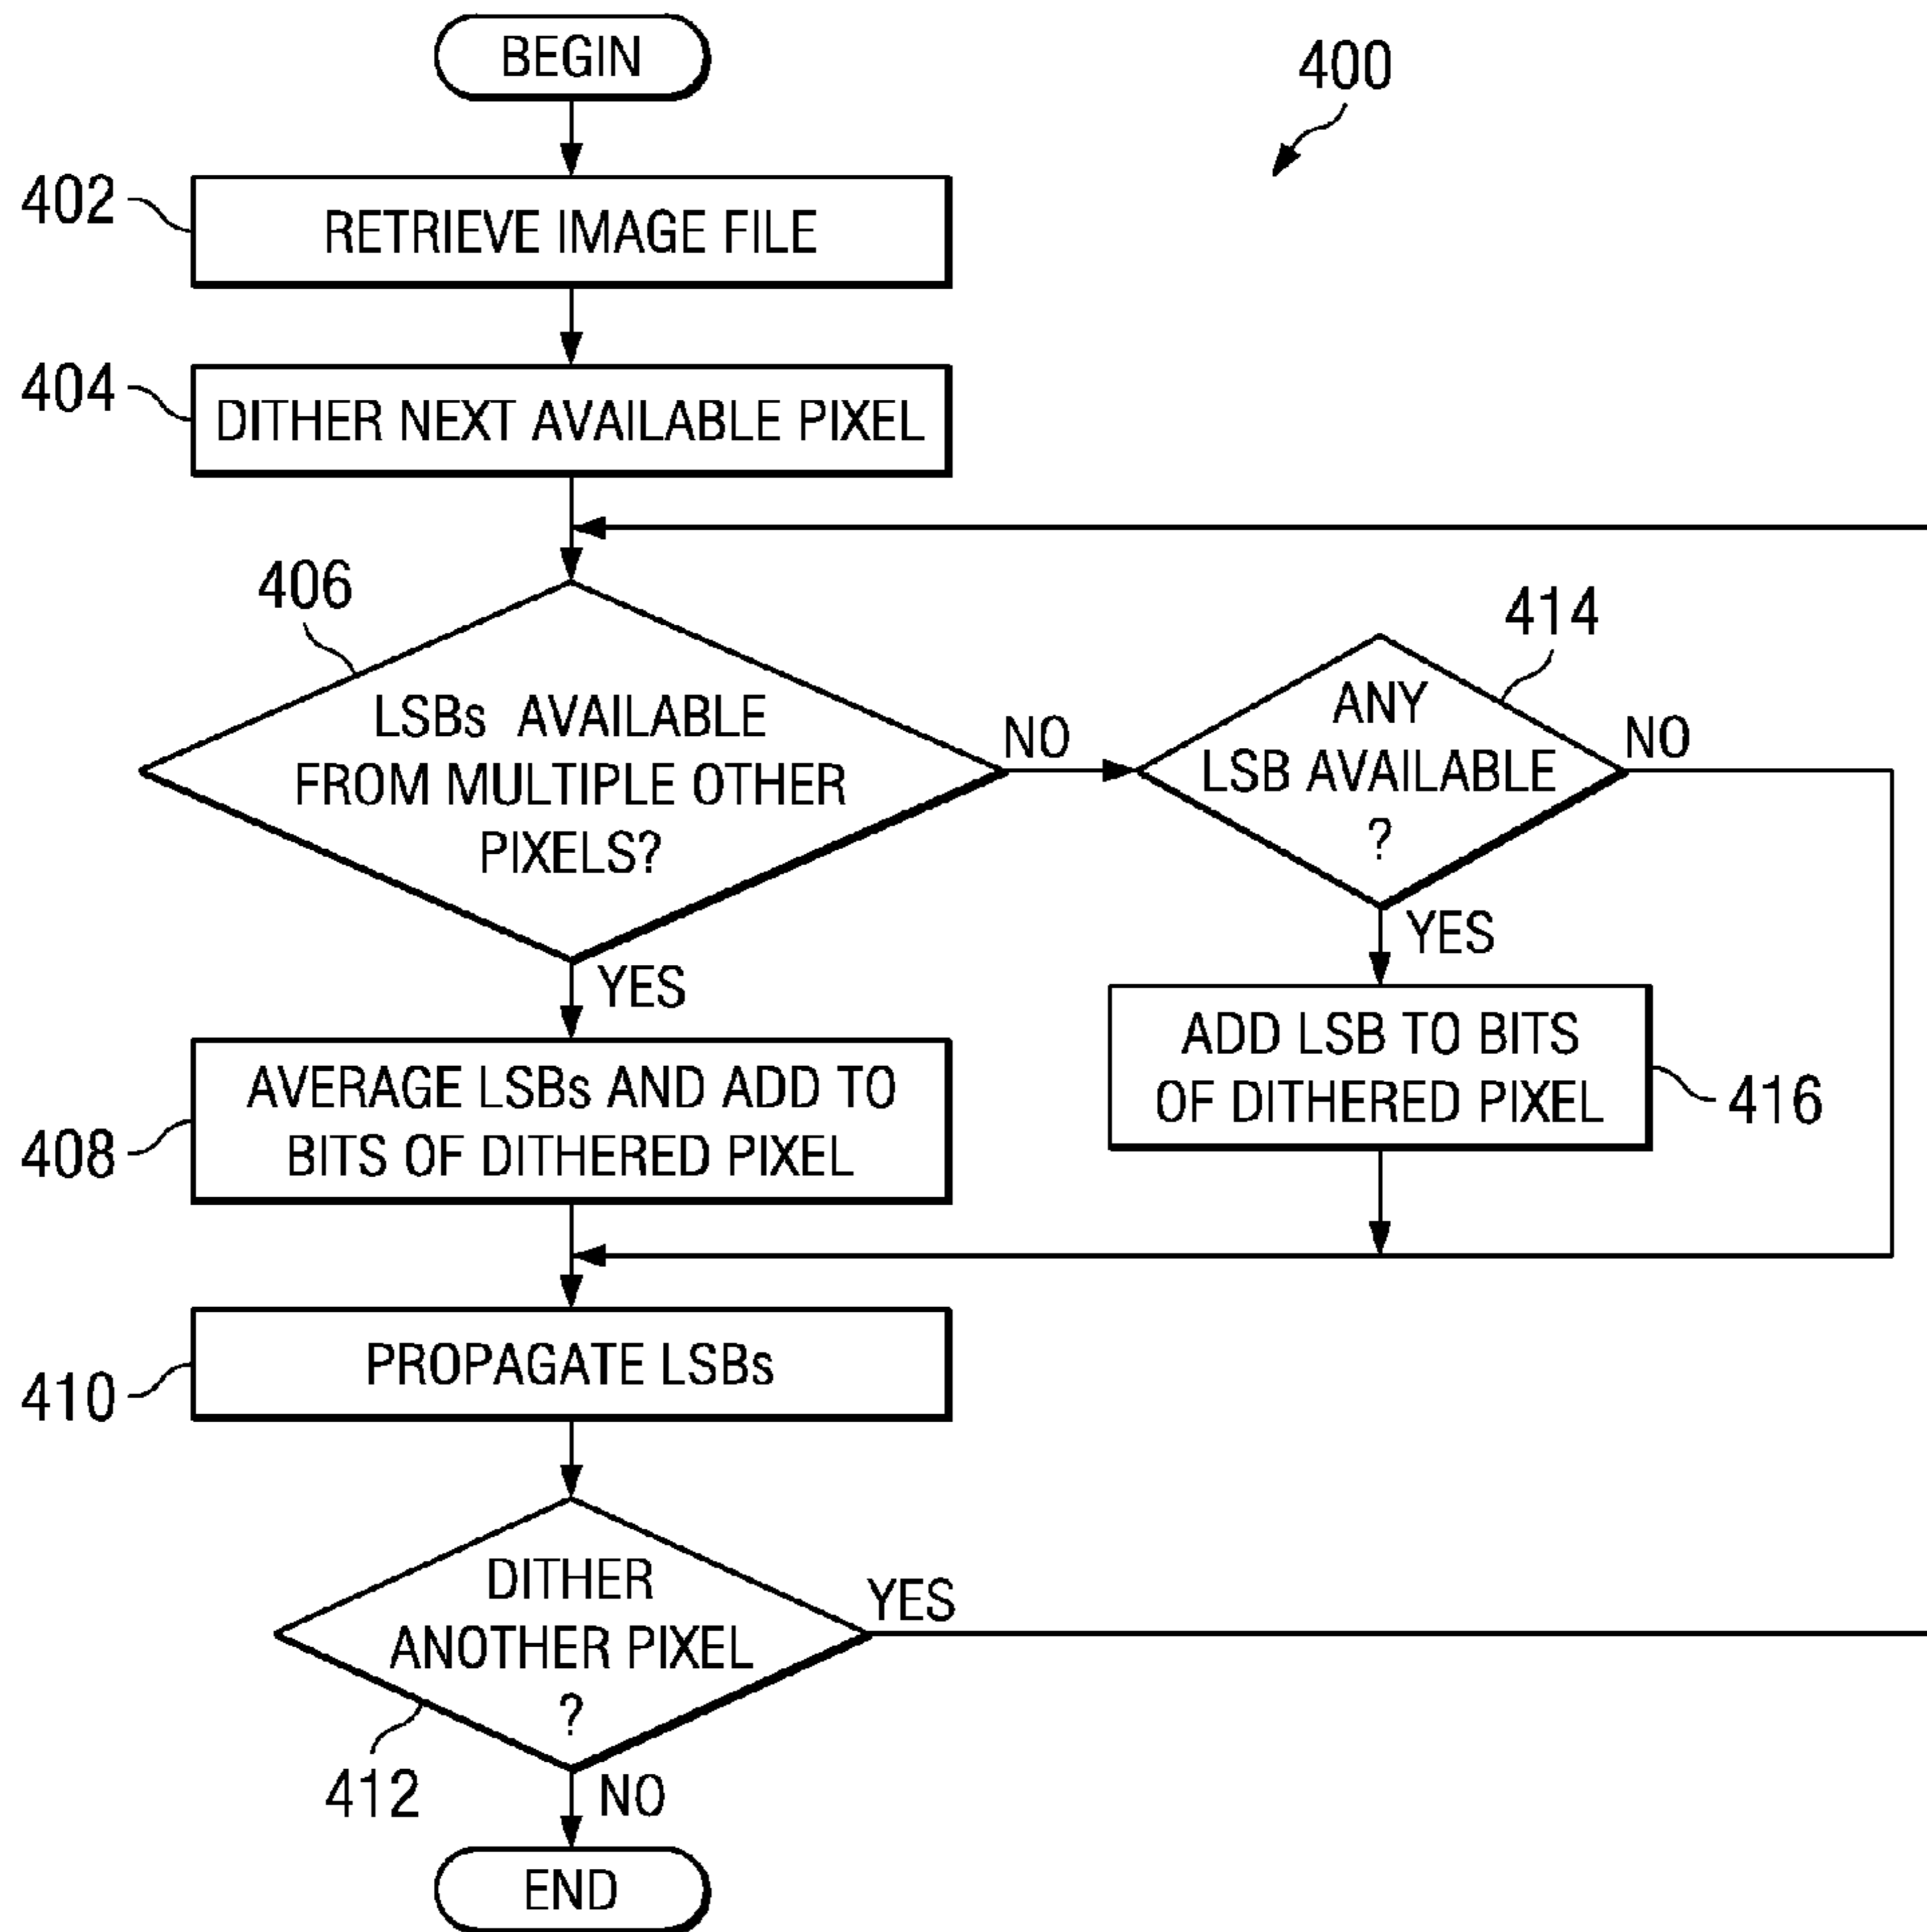 BEGIN
400
402
RETRIEVE IMAGE FILE
404
DITHER NEXT AVAILABLE PIXEL
406
LSBs AVAILABLE
FROM MULTIPLE OTHER
PIXELS?
NO
414
ANY
LSB AVAILABLE
?
NO
YES
YES
408
AVERAGE LSBs AND ADD TO
BITS OF DITHERED PIXEL
ADD LSB TO BITS
OF DITHERED PIXEL
416
410
PROPAGATE LSBs
DITHER
ANOTHER PIXEL
?
YES
412
NO
END